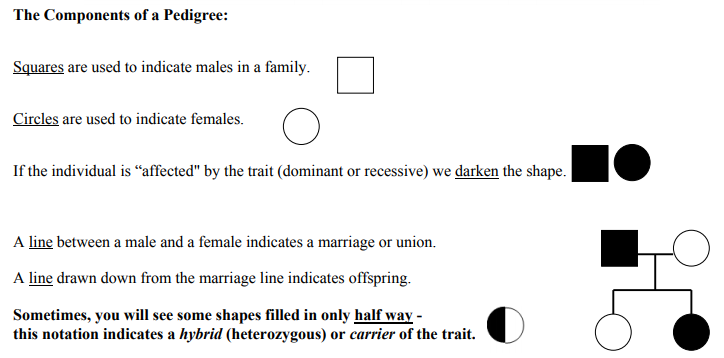 The Components of a Pedigree:
Squares are used to indicate males in a family.
Circles are used to indicate females.
If the individual is “affected" by the trait (dominant or recessive) we darken the shape.
A line between a male and a female indicates a marriage or union.
A line drawn down from the marriage line indicates offspring.
Sometimes, you will see some shapes filled in only half way -
this notation indicates a hybrid (heterozygous) or carrier of the trait.